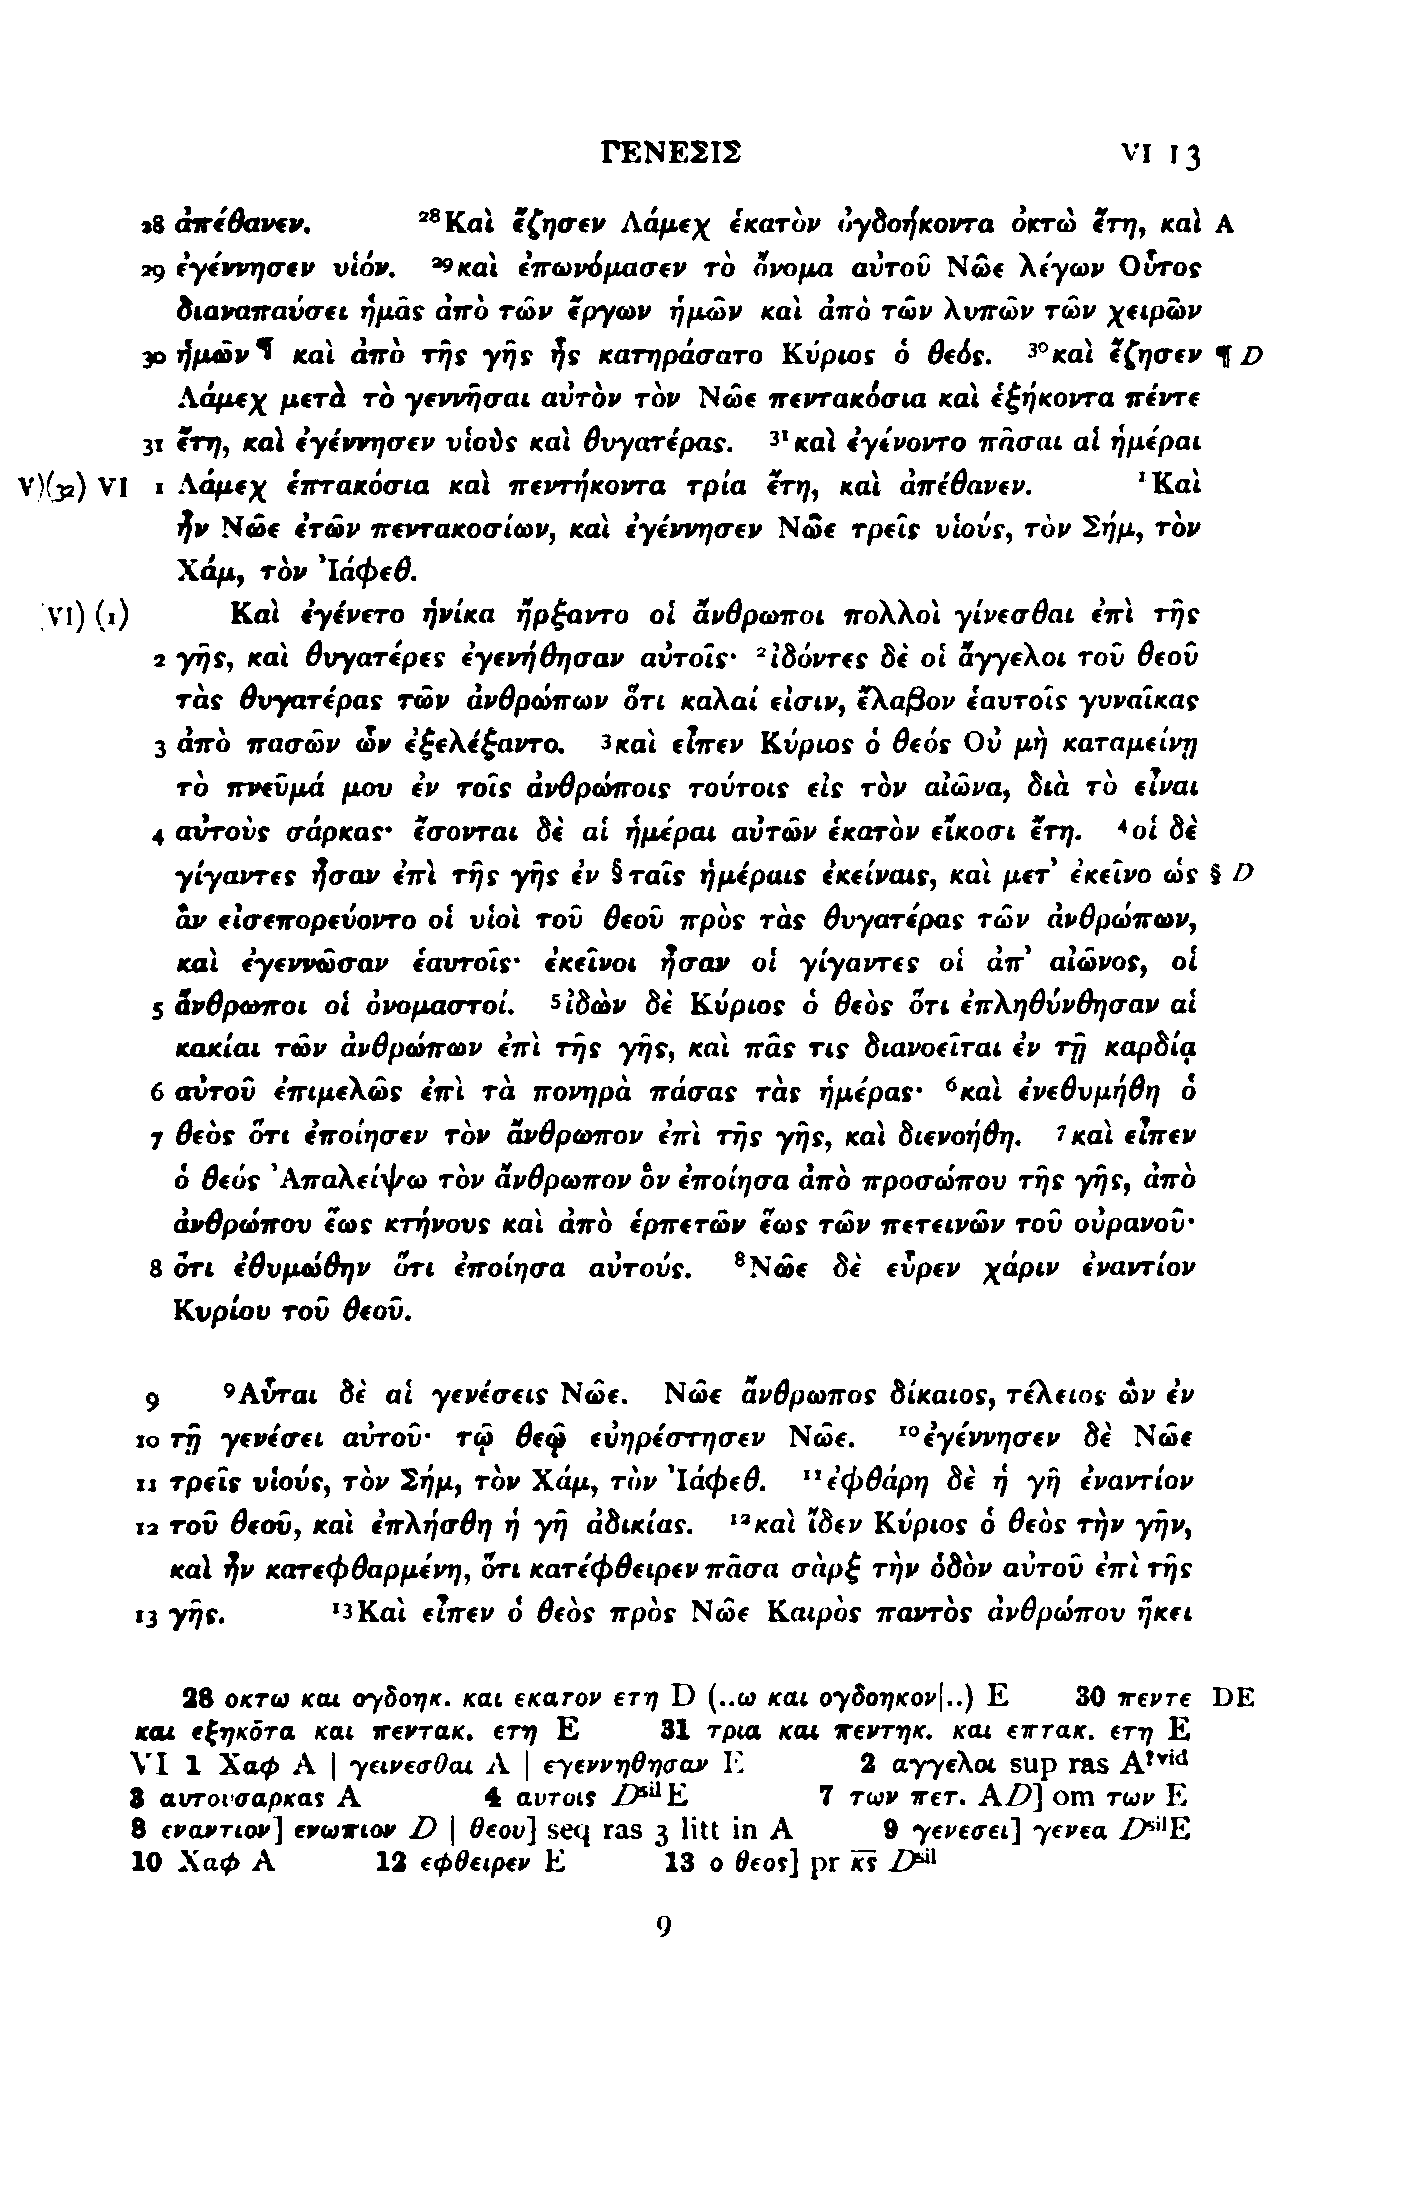 ΓΕΝΕΣΙΣ VI 13
28 ἀπέθανεν. ²⁸Καὶ ἔζησεν Λάμεχ ἑκατὸν ὀγδοήκοντα ὀκτὼ ἔτη, καὶ A
29 ἐγέννησεν υἱόν. ²⁹καὶ ἐπωνόμασεν τὸ ὄνομα αὐτοῦ Νῶε λέγων Οὗτος
διαναπαύσει ἡμᾶς ἀπὸ τῶν ἔργων ἡμῶν καὶ ἀπὸ τῶν λυπῶν τῶν χειρῶν
30 ἡμῶν¶ καὶ ἀπὸ τῆς γῆς ἧς κατηράσατο Κύριος ὁ θεός. ³⁰καὶ ἔζησεν ¶ D
Λάμεχ μετὰ τὸ γεννῆσαι αὐτὸν τὸν Νῶε πεντακόσια καὶ ἑξήκοντα πέντε
31 ἔτη, καὶ ἐγέννησεν υἱοὺς καὶ θυγατέρας. ³¹καὶ ἐγένοντο πᾶσαι αἱ ἡμέραι
V)(32) VI 1 Λάμεχ ἑπτακόσια καὶ πεντήκοντα τρία ἔτη, καὶ ἀπέθανεν. ¹Καὶ
ἦν Νῶε ἐτῶν πεντακοσίων, καὶ ἐγέννησεν Νῶε τρεῖς υἱούς, τὸν Σήμ, τὸν
Χάμ, τὸν Ἰάφεθ.
VI) (1) Καὶ ἐγένετο ἡνίκα ἤρξαντο οἱ ἄνθρωποι πολλοὶ γίνεσθαι ἐπὶ τῆς
2 γῆς, καὶ θυγατέρες ἐγενήθησαν αὐτοῖς· ²ἰδόντες δὲ οἱ ἄγγελοι τοῦ θεοῦ
τὰς θυγατέρας τῶν ἀνθρώπων ὅτι καλαί εἰσιν, ἔλαβον ἑαυτοῖς γυναῖκας
3 ἀπὸ πασῶν ὧν ἐξελέξαντο. ³καὶ εἶπεν Κύριος ὁ θεός Οὐ μὴ καταμείνῃ
τὸ πνεῦμά μου ἐν τοῖς ἀνθρώποις τούτοις εἰς τὸν αἰῶνα, διὰ τὸ εἶναι
4 αὐτοὺς σάρκας· ἔσονται δὲ αἱ ἡμέραι αὐτῶν ἑκατὸν εἴκοσι ἔτη. ⁴οἱ δὲ
γίγαντες ἦσαν ἐπὶ τῆς γῆς ἐν §ταῖς ἡμέραις ἐκείναις, καὶ μετ’ ἐκεῖνο ὡς § D
ἂν εἰσεπορεύοντο οἱ υἱοὶ τοῦ θεοῦ πρὸς τὰς θυγατέρας τῶν ἀνθρώπων,
καὶ ἐγεννῶσαν ἑαυτοῖς· ἐκεῖνοι ἦσαν οἱ γίγαντες οἱ ἀπ’ αἰῶνος, οἱ
5 ἄνθρωποι οἱ ὀνομαστοί. ⁵ἰδὼν δὲ Κύριος ὁ θεὸς ὅτι ἐπληθύνθησαν αἱ
κακίαι τῶν ἀνθρώπων ἐπὶ τῆς γῆς, καὶ πᾶς τις διανοεῖται ἐν τῇ καρδίᾳ
6 αὐτοῦ ἐπιμελῶς ἐπὶ τὰ πονηρὰ πάσας τὰς ἡμέρας· ⁶καὶ ἐνεθυμήθη ὁ
7 θεὸς ὅτι ἐποίησεν τὸν ἄνθρωπον ἐπὶ τῆς γῆς, καὶ διενοήθη. ⁷καὶ εἶπεν
ὁ θεός Ἀπαλείψω τὸν ἄνθρωπον ὃν ἐποίησα ἀπὸ προσώπου τῆς γῆς, ἀπὸ
ἀνθρώπου ἕως κτήνους καὶ ἀπὸ ἑρπετῶν ἕως τῶν πετεινῶν τοῦ οὐρανοῦ·
8 ὅτι ἐθυμώθην ὅτι ἐποίησα αὐτούς. ⁸Νῶε δὲ εὗρεν χάριν ἐναντίον
Κυρίου τοῦ θεοῦ.
9 ⁹Αὗται δὲ αἱ γενέσεις Νῶε. Νῶε ἄνθρωπος δίκαιος, τέλειος ὢν ἐν
10 τῇ γενέσει αὐτοῦ· τῷ θεῷ εὐηρέστησεν Νῶε. ¹⁰ἐγέννησεν δὲ Νῶε
11 τρεῖς υἱούς, τὸν Σήμ, τὸν Χάμ, τὸν Ἰάφεθ. ¹¹ἐφθάρη δὲ ἡ γῆ ἐναντίον
12 τοῦ θεοῦ, καὶ ἐπλήσθη ἡ γῆ ἀδικίας. ¹²καὶ ἴδεν Κύριος ὁ θεὸς τὴν γῆν,
καὶ ἦν κατεφθαρμένη, ὅτι κατέφθειρεν πᾶσα σὰρξ τὴν ὁδὸν αὐτοῦ ἐπὶ τῆς
13 γῆς. ¹³Καὶ εἶπεν ὁ θεὸς πρὸς Νῶε Καιρὸς παντὸς ἀνθρώπου ἥκει
28 οκτω και ογδοηκ. και εκατον ετη D (..ω και ογδοηκον|..) E 30 πεντε DE
και εξηκōτα και πεντακ. ετη E 31 τρια και πεντηκ. και επτακ. ετη E
VI 1 Χαφ A | γεινεσθαι A | εγεννηθησαν E 2 αγγελοι sup ras A?vid
3 αυτοισαρκας A 4 αυτοις Dsil E 7 των πετ. AD] om των E
8 εναντιον] ενωπιον D | θεου] seq ras 3 litt in A 9 γενεσει] γενεα Dsil E
10 Χαφ A 12 εφθειρεν E 13 ο θεος] pr κ̅ς̅ Dsil
9